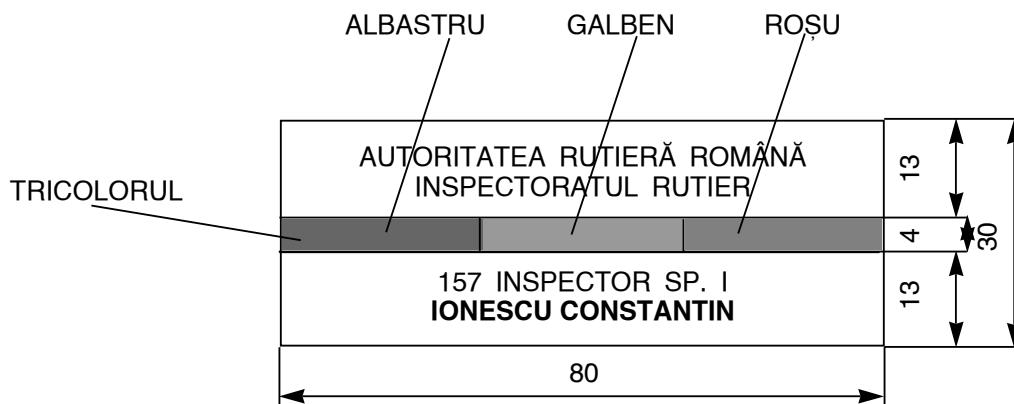 ALBASTRU GALBEN ROȘU
AUTORITATEA RUTIERĂ ROMÂNĂ
INSPECTORATUL RUTIER
TRICOLORUL
157 INSPECTOR SP. I
IONESCU CONSTANTIN
13
4
30
13
80